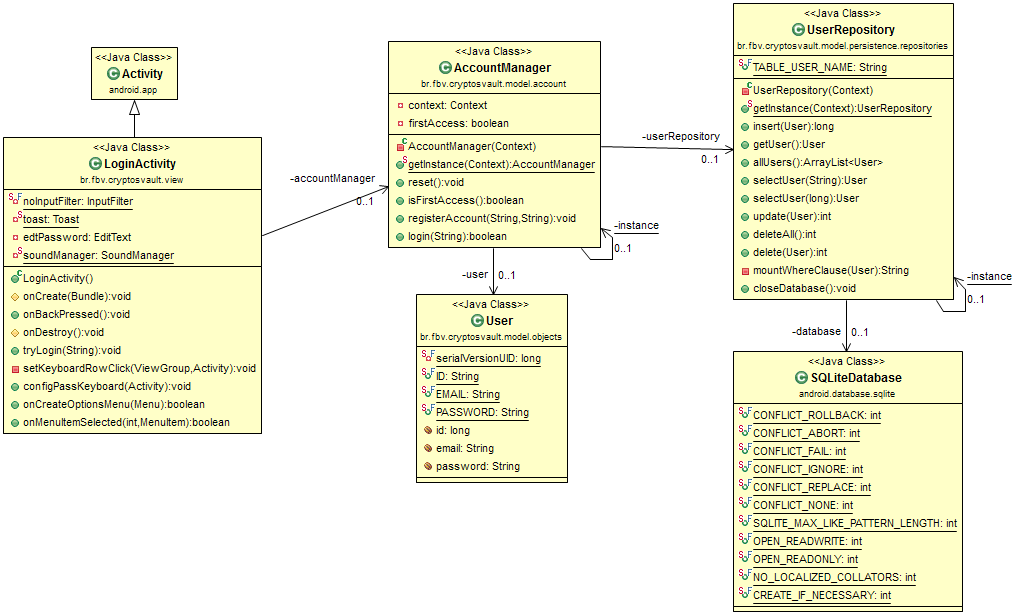 <<Java Class>>
Activity
android.app
<<Java Class>>
LoginActivity
br.fbv.cryptosvault.view
noInputFilter: InputFilter
toast: Toast
edtPassword: EditText
soundManager: SoundManager
LoginActivity()
onCreate(Bundle):void
onBackPressed():void
onDestroy():void
tryLogin(String):void
setKeyboardRowClick(ViewGroup,Activity):void
configPassKeyboard(Activity):void
onCreateOptionsMenu(Menu):boolean
onMenuItemSelected(int,MenuItem):boolean
-accountManager
0..1
<<Java Class>>
AccountManager
br.fbv.cryptosvault.model.account
context: Context
firstAccess: boolean
AccountManager(Context)
getInstance(Context):AccountManager
reset():void
isFirstAccess():boolean
registerAccount(String,String):void
login(String):boolean
-instance
0..1
-user
0..1
<<Java Class>>
User
br.fbv.cryptosvault.model.objects
serialVersionUID: long
ID: String
EMAIL: String
PASSWORD: String
id: long
email: String
password: String
-userRepository
0..1
<<Java Class>>
UserRepository
br.fbv.cryptosvault.model.persistence.repositories
TABLE_USER_NAME: String
UserRepository(Context)
getInstance(Context):UserRepository
insert(User):long
getUser():User
allUsers():ArrayList<User>
selectUser(String):User
selectUser(long):User
update(User):int
deleteAll():int
delete(User):int
mountWhereClause(User):String
closeDatabase():void
-instance
0..1
-database
0..1
<<Java Class>>
SQLiteDatabase
android.database.sqlite
CONFLICT_ROLLBACK: int
CONFLICT_ABORT: int
CONFLICT_FAIL: int
CONFLICT_IGNORE: int
CONFLICT_REPLACE: int
CONFLICT_NONE: int
SQLITE_MAX_LIKE_PATTERN_LENGTH: int
OPEN_READWRITE: int
OPEN_READONLY: int
NO_LOCALIZED_COLLATORS: int
CREATE_IF_NECESSARY: int